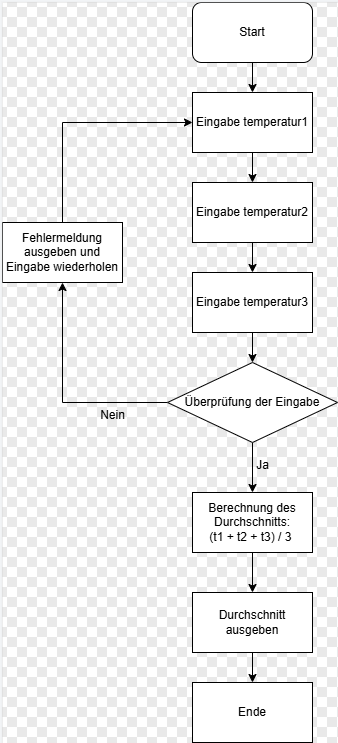 Start
Eingabe temperatur1
Eingabe temperatur2
Fehlermeldung
ausgeben und
Eingabe wiederholen
Eingabe temperatur3
Überprüfung der Eingabe
Nein
Ja
Berechnung des
Durchschnitts:
(t1 + t2 + t3) / 3
Durchschnitt
ausgeben
Ende